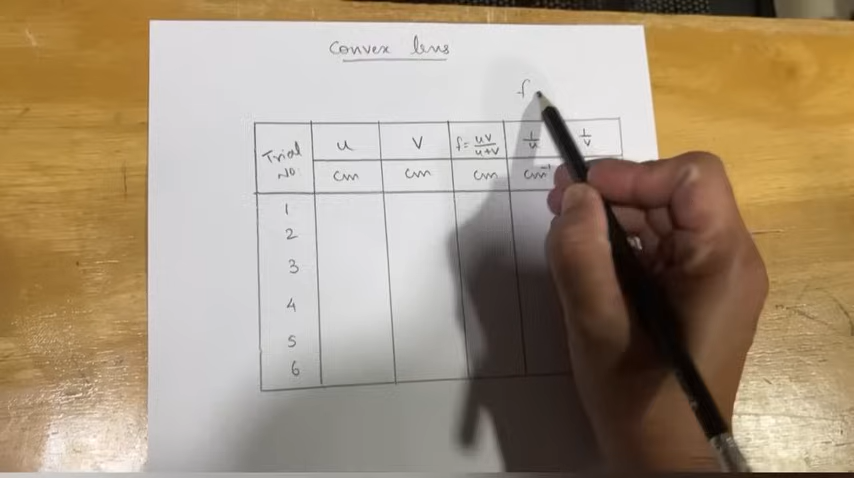 Convex lens
f
Trial No. u v f = uv/u+v 1/u 1/v
cm cm cm cm⁻¹
1
2
3
4
5
6